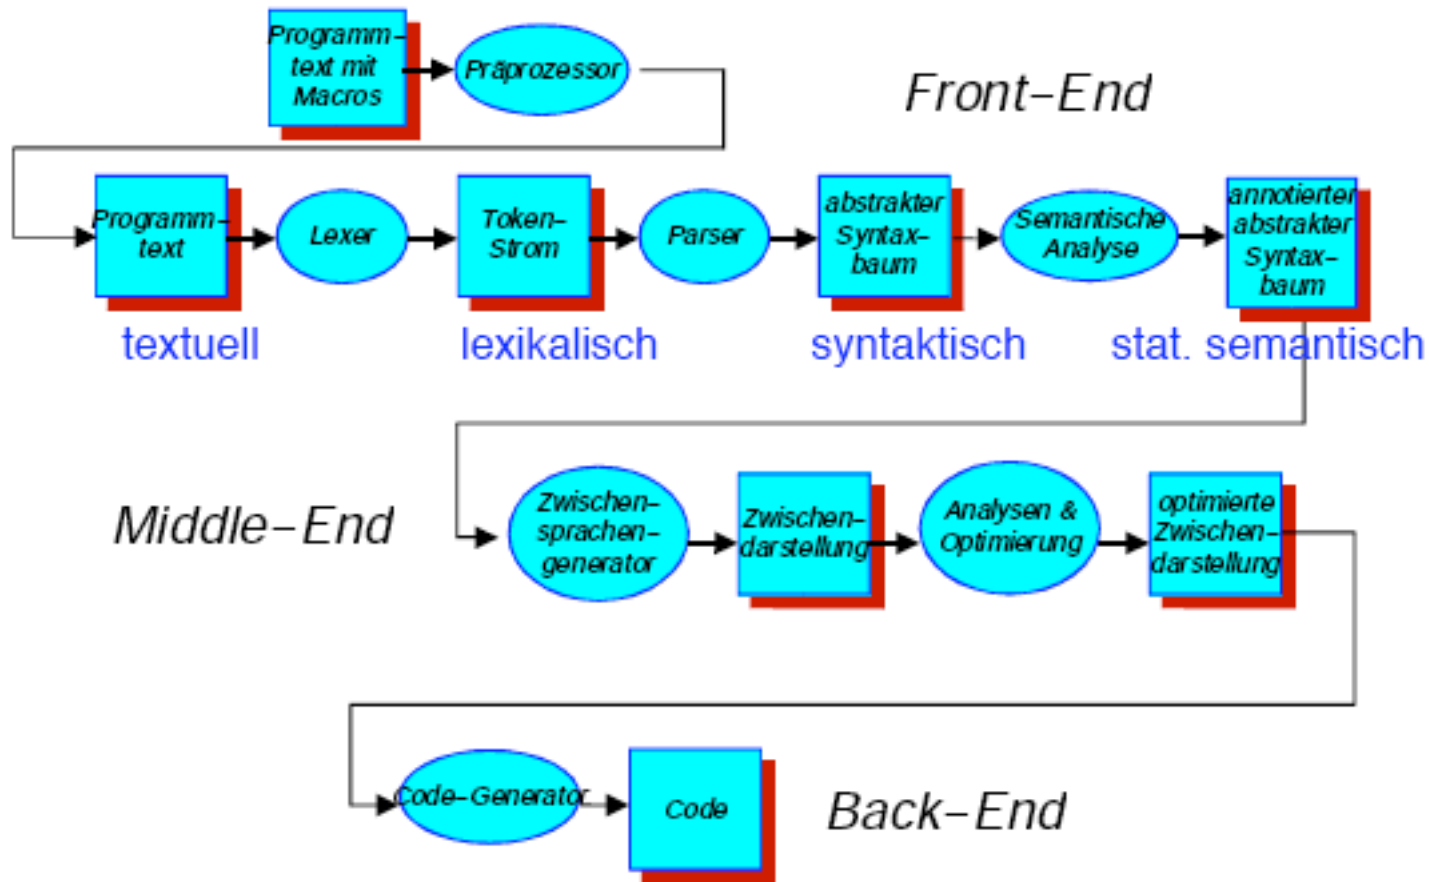 Programm-
text mit
Macros
Präprozessor
Front-End
Programm-
text
Lexer
Token-
Strom
Parser
abstrakter
Syntax-
baum
Semantische
Analyse
annotierter
abstrakter
Syntax-
baum
textuell
lexikalisch
syntaktisch
stat. semantisch
Middle-End
Zwischen-
sprachen-
generator
Zwischen-
darstellung
Analysen &
Optimierung
optimierte
Zwischen-
darstellung
Code-Generator
Code
Back-End